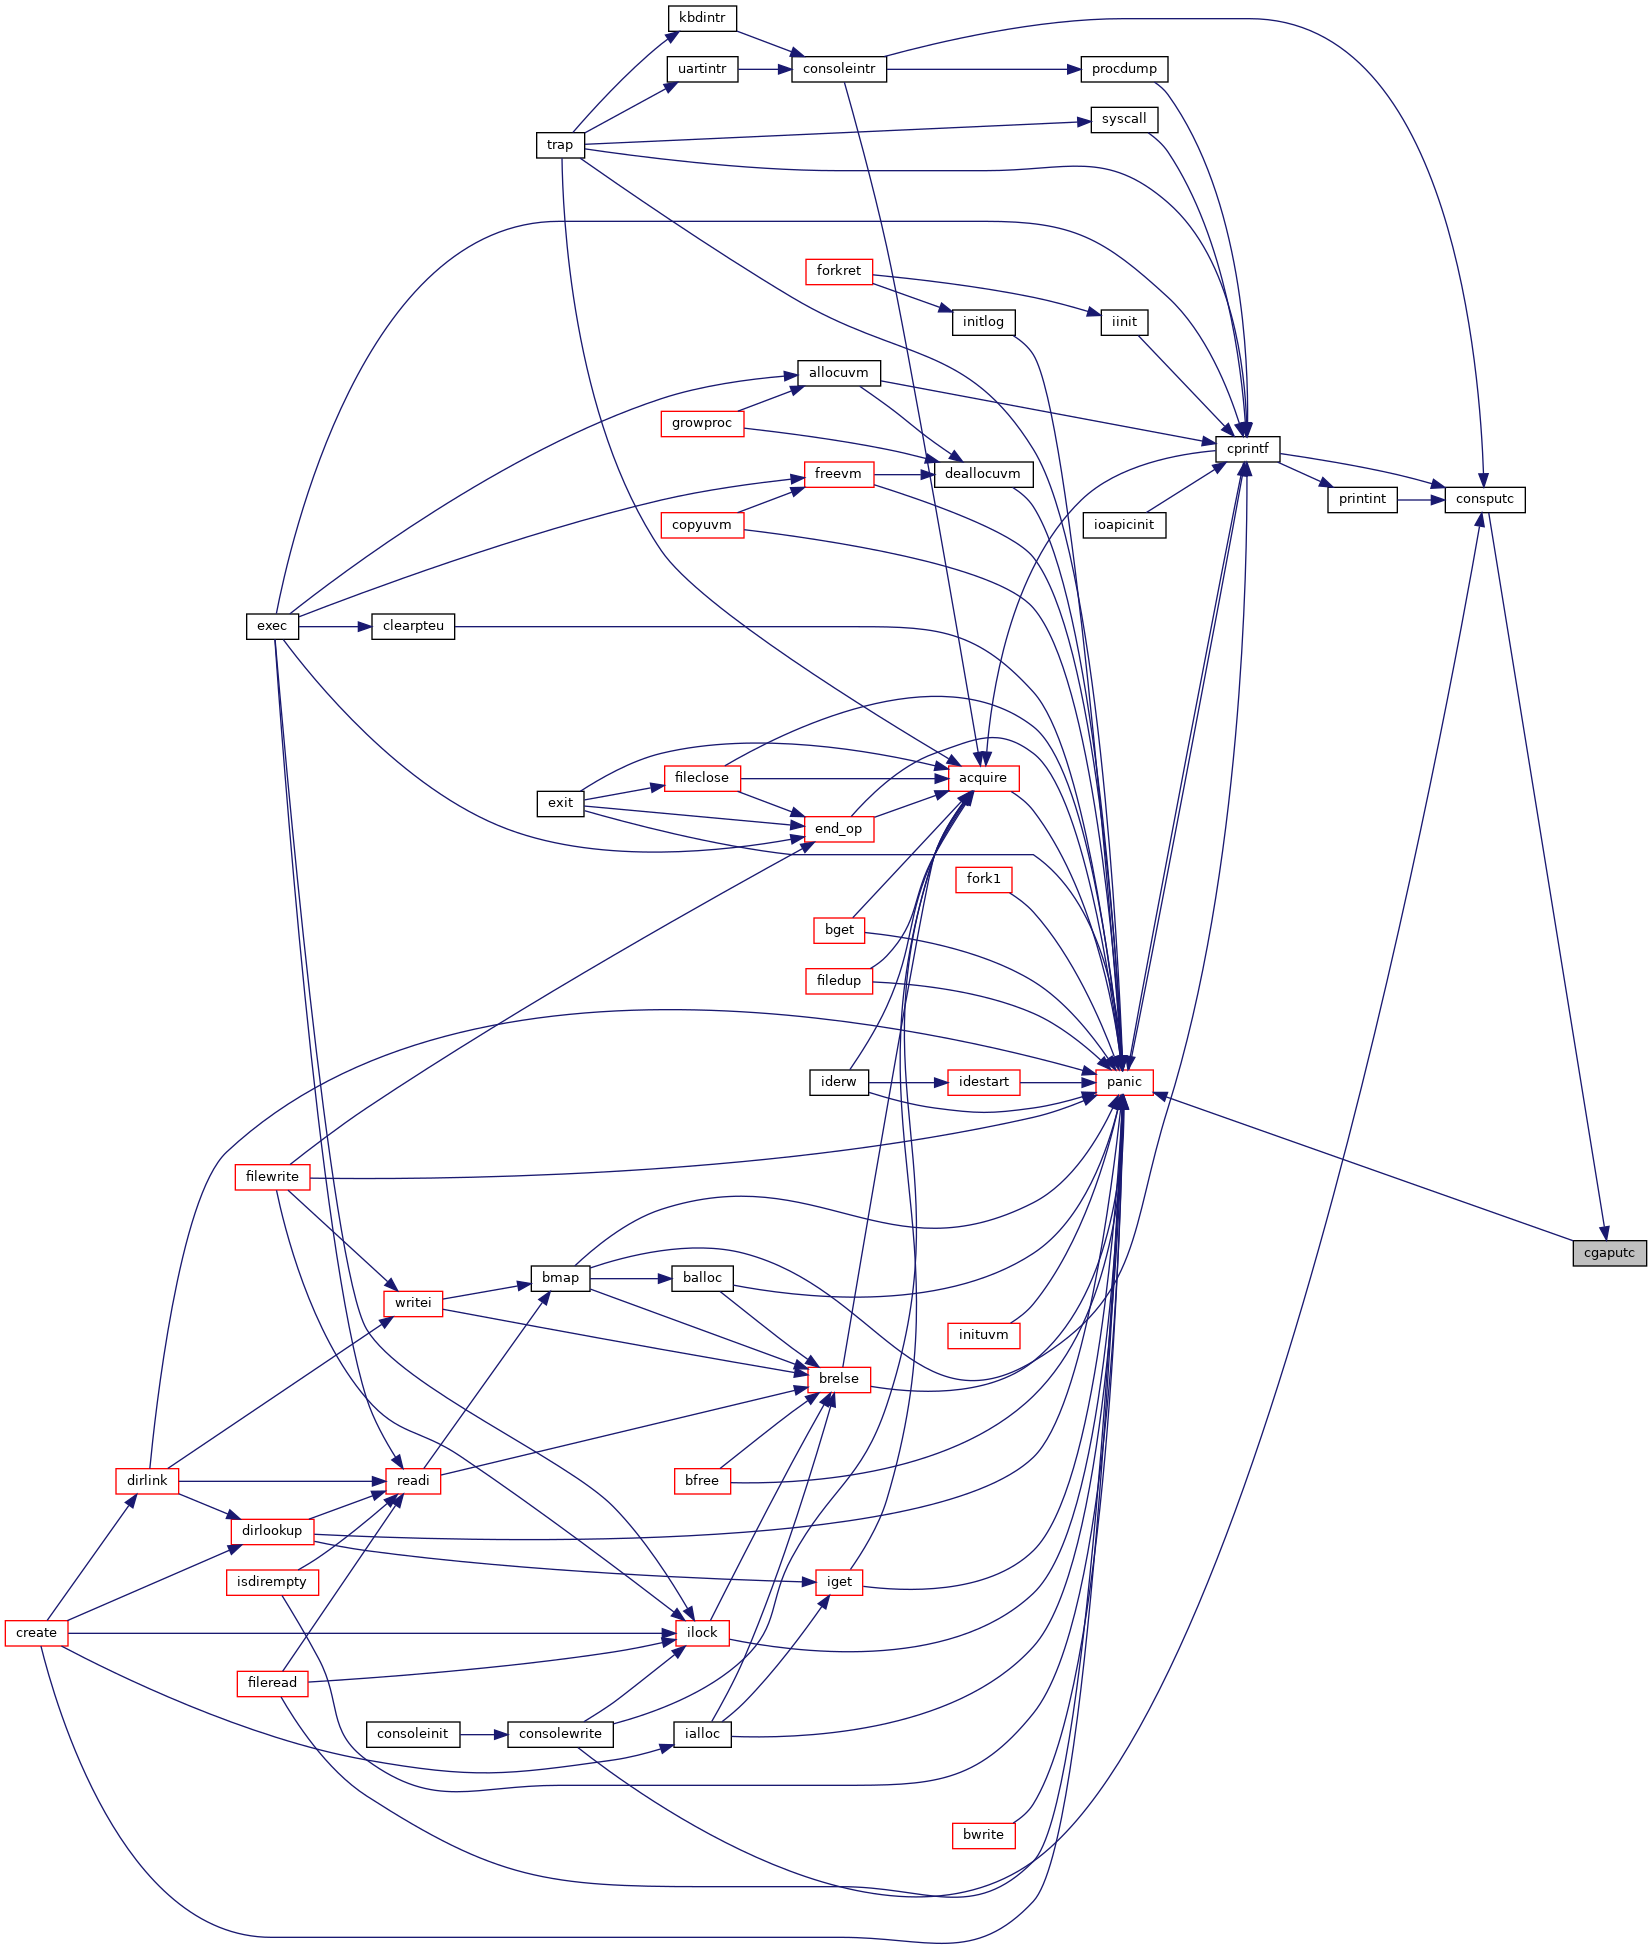 kbdintr
uartintr
consoleintr
procdump
syscall
trap
forkret
initlog
iinit
allocuvm
growproc
cprintf
freevm
deallocuvm
printint
consputc
copyuvm
ioapicinit
exec
clearpteu
fileclose
acquire
exit
end_op
fork1
bget
filedup
iderw
idestart
panic
filewrite
cgaputc
bmap
balloc
writei
inituvm
brelse
dirlink
readi
bfree
dirlookup
isdirempty
iget
create
ilock
fileread
consoleinit
consolewrite
ialloc
bwrite